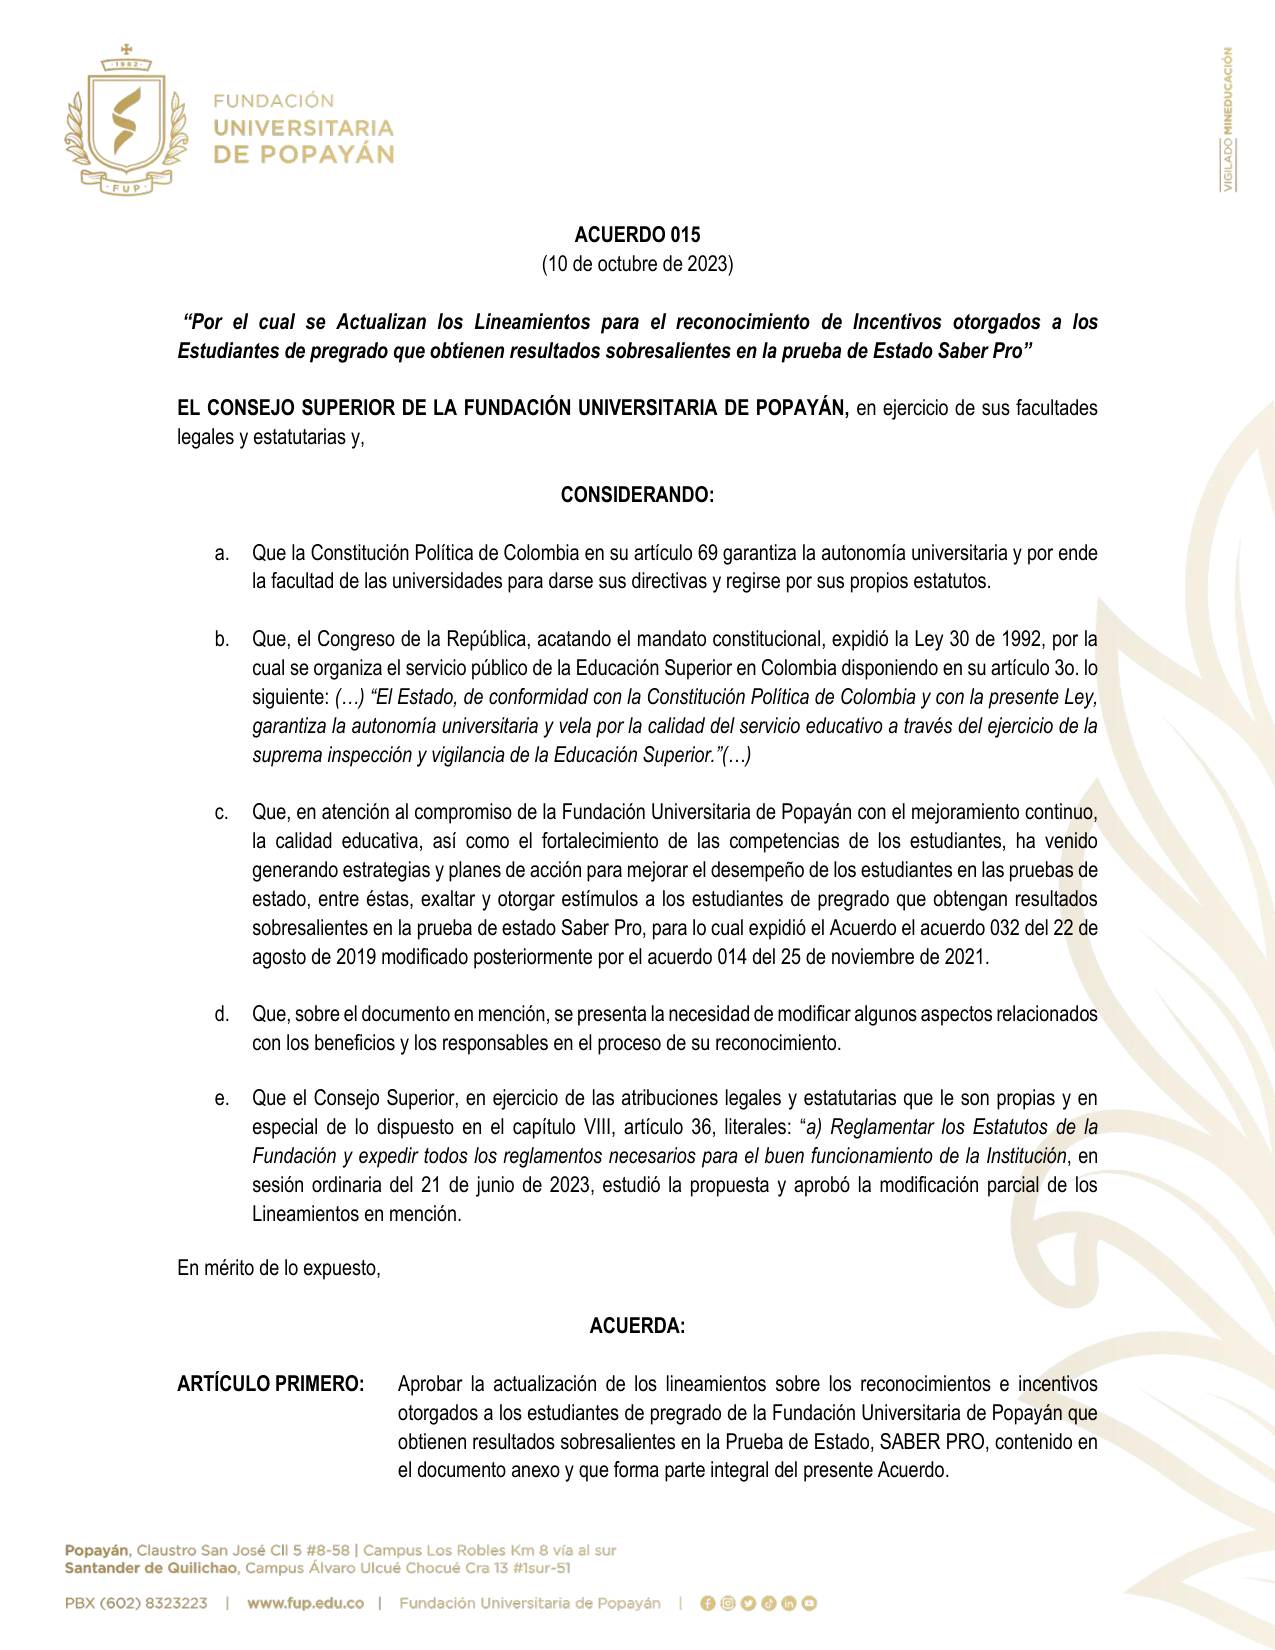 1982
FUP
FUNDACIÓN
UNIVERSITARIA
DE POPAYÁN
VIGILADO MINEDUCACIÓN
ACUERDO 015
(10 de octubre de 2023)
“Por el cual se Actualizan los Lineamientos para el reconocimiento de Incentivos otorgados a los
Estudiantes de pregrado que obtienen resultados sobresalientes en la prueba de Estado Saber Pro”
EL CONSEJO SUPERIOR DE LA FUNDACIÓN UNIVERSITARIA DE POPAYÁN, en ejercicio de sus facultades
legales y estatutarias y,
CONSIDERANDO:
a. Que la Constitución Política de Colombia en su artículo 69 garantiza la autonomía universitaria y por ende
la facultad de las universidades para darse sus directivas y regirse por sus propios estatutos.
b. Que, el Congreso de la República, acatando el mandato constitucional, expidió la Ley 30 de 1992, por la
cual se organiza el servicio público de la Educación Superior en Colombia disponiendo en su artículo 3o. lo
siguiente: (…) “El Estado, de conformidad con la Constitución Política de Colombia y con la presente Ley,
garantiza la autonomía universitaria y vela por la calidad del servicio educativo a través del ejercicio de la
suprema inspección y vigilancia de la Educación Superior.”(…)
c. Que, en atención al compromiso de la Fundación Universitaria de Popayán con el mejoramiento continuo,
la calidad educativa, así como el fortalecimiento de las competencias de los estudiantes, ha venido
generando estrategias y planes de acción para mejorar el desempeño de los estudiantes en las pruebas de
estado, entre éstas, exaltar y otorgar estímulos a los estudiantes de pregrado que obtengan resultados
sobresalientes en la prueba de estado Saber Pro, para lo cual expidió el Acuerdo el acuerdo 032 del 22 de
agosto de 2019 modificado posteriormente por el acuerdo 014 del 25 de noviembre de 2021.
d. Que, sobre el documento en mención, se presenta la necesidad de modificar algunos aspectos relacionados
con los beneficios y los responsables en el proceso de su reconocimiento.
e. Que el Consejo Superior, en ejercicio de las atribuciones legales y estatutarias que le son propias y en
especial de lo dispuesto en el capítulo VIII, artículo 36, literales: “a) Reglamentar los Estatutos de la
Fundación y expedir todos los reglamentos necesarios para el buen funcionamiento de la Institución, en
sesión ordinaria del 21 de junio de 2023, estudió la propuesta y aprobó la modificación parcial de los
Lineamientos en mención.
En mérito de lo expuesto,
ACUERDA:
ARTÍCULO PRIMERO: Aprobar la actualización de los lineamientos sobre los reconocimientos e incentivos
otorgados a los estudiantes de pregrado de la Fundación Universitaria de Popayán que
obtienen resultados sobresalientes en la Prueba de Estado, SABER PRO, contenido en
el documento anexo y que forma parte integral del presente Acuerdo.
Popayán, Claustro San José Cll 5 #8-58 | Campus Los Robles Km 8 vía al sur
Santander de Quilichao, Campus Álvaro Ulcué Chocué Cra 13 #1sur-51
PBX (602) 8323223 | www.fup.edu.co | Fundación Universitaria de Popayán |